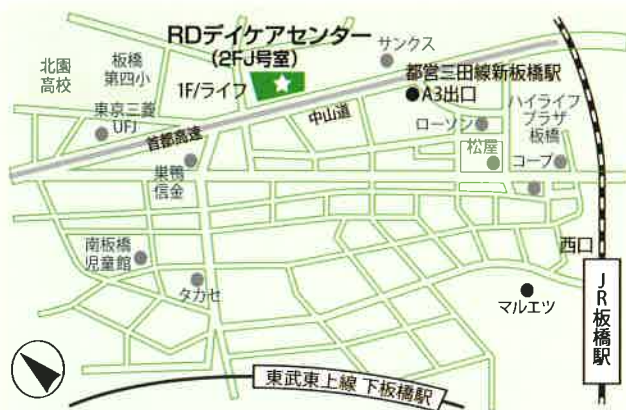 RDデイケアセンター
(2FJ号室)
サンクス
北園
高校
板橋
第四小
1F/ライフ
都営三田線新板橋駅
A3出口
東京三菱
UFJ
首都高速
中山道
ローソン
ハイライフ
プラザ
板橋
松屋
コープ
巣鴨
信金
南板橋
児童館
タカセ
西口
マルエツ
JR板橋駅
東武東上線 下板橋駅